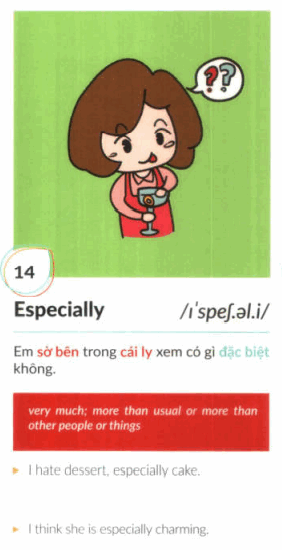 ??
14
Especially /ɪˈspeʃ.əl.i/
Em sờ bên trong cái ly xem có gì đặc biệt
không.
very much; more than usual or more than
other people or things
I hate dessert, especially cake.
I think she is especially charming.